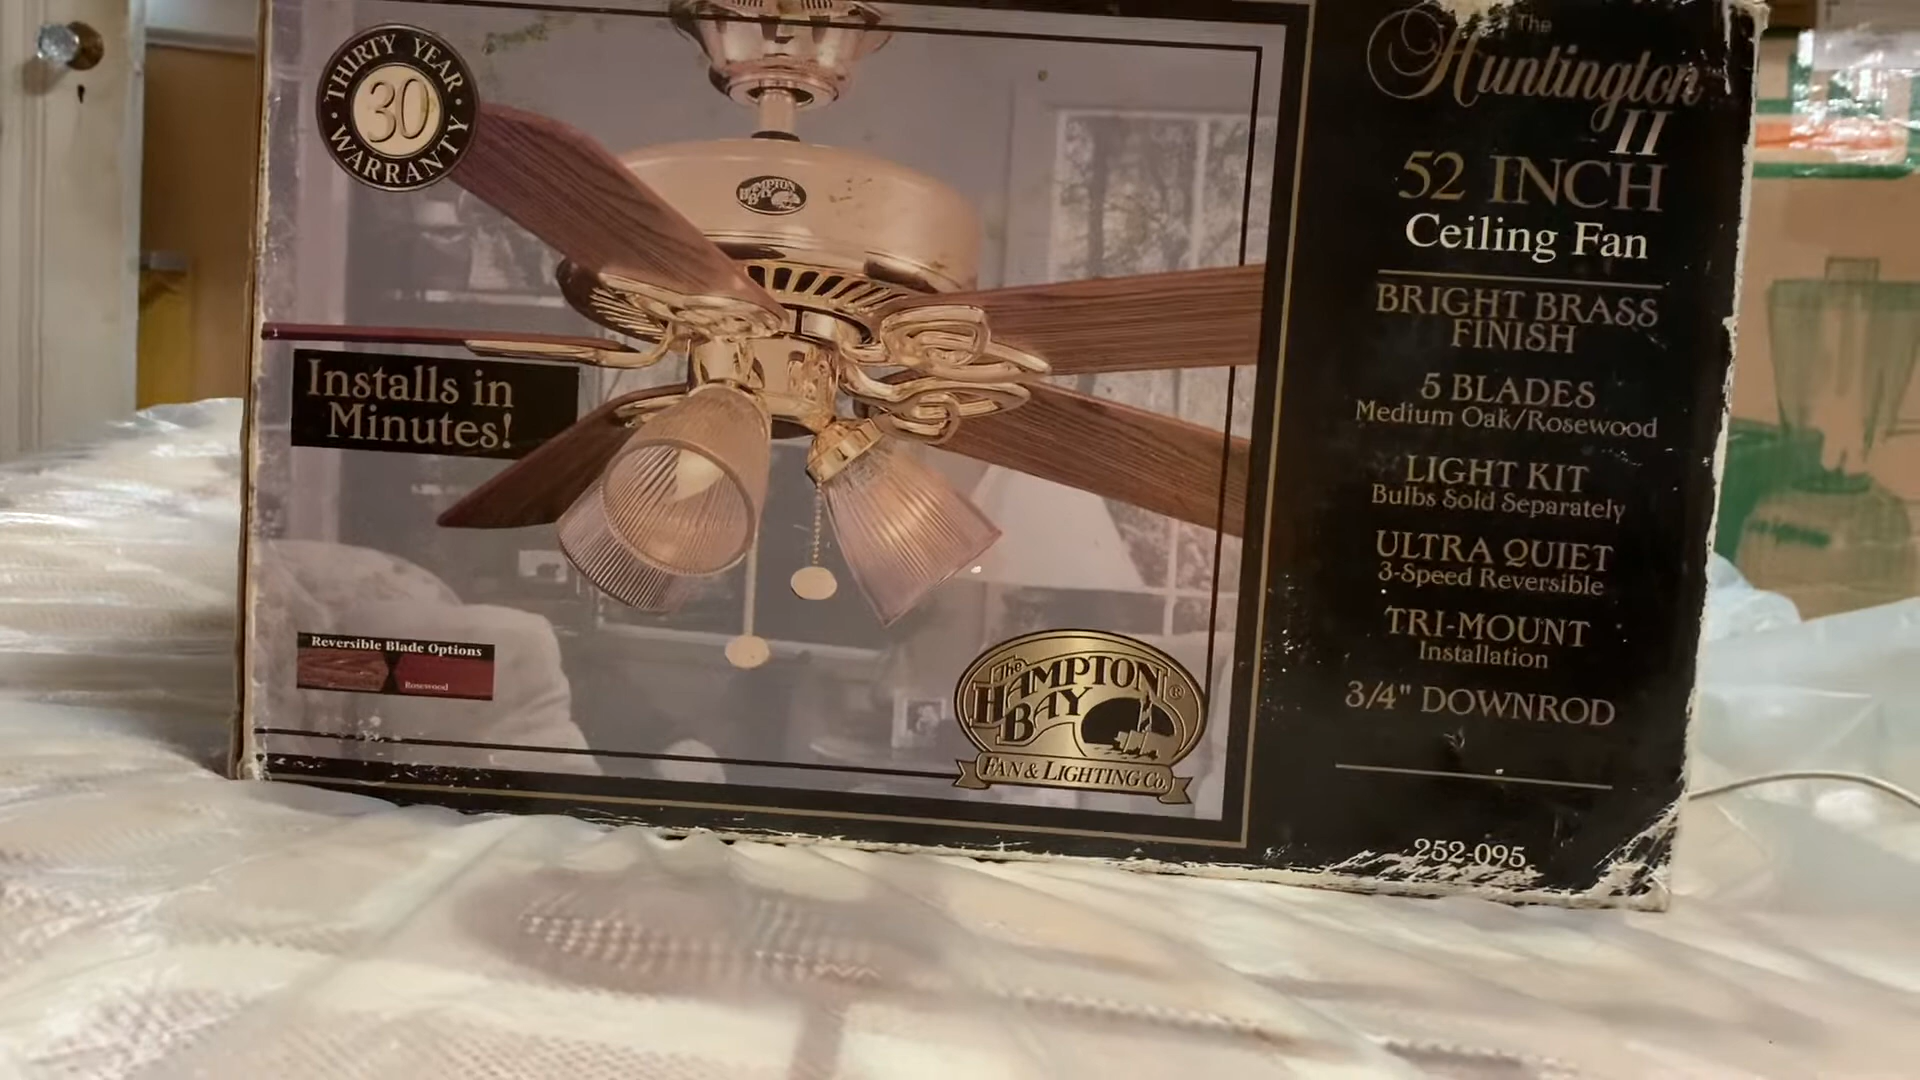 THIRTY YEAR
30
WARRANTY
HAMPTON
BAY
Installs in
Minutes!
Reversible Blade Options
Rosewood
The
HAMPTON
BAY®
FAN & LIGHTING Co.
The
Huntington
II
52 INCH
Ceiling Fan
BRIGHT BRASS
FINISH
5 BLADES
Medium Oak/Rosewood
LIGHT KIT
Bulbs Sold Separately
ULTRA QUIET
3-Speed Reversible
TRI-MOUNT
Installation
3/4" DOWNROD
252-095